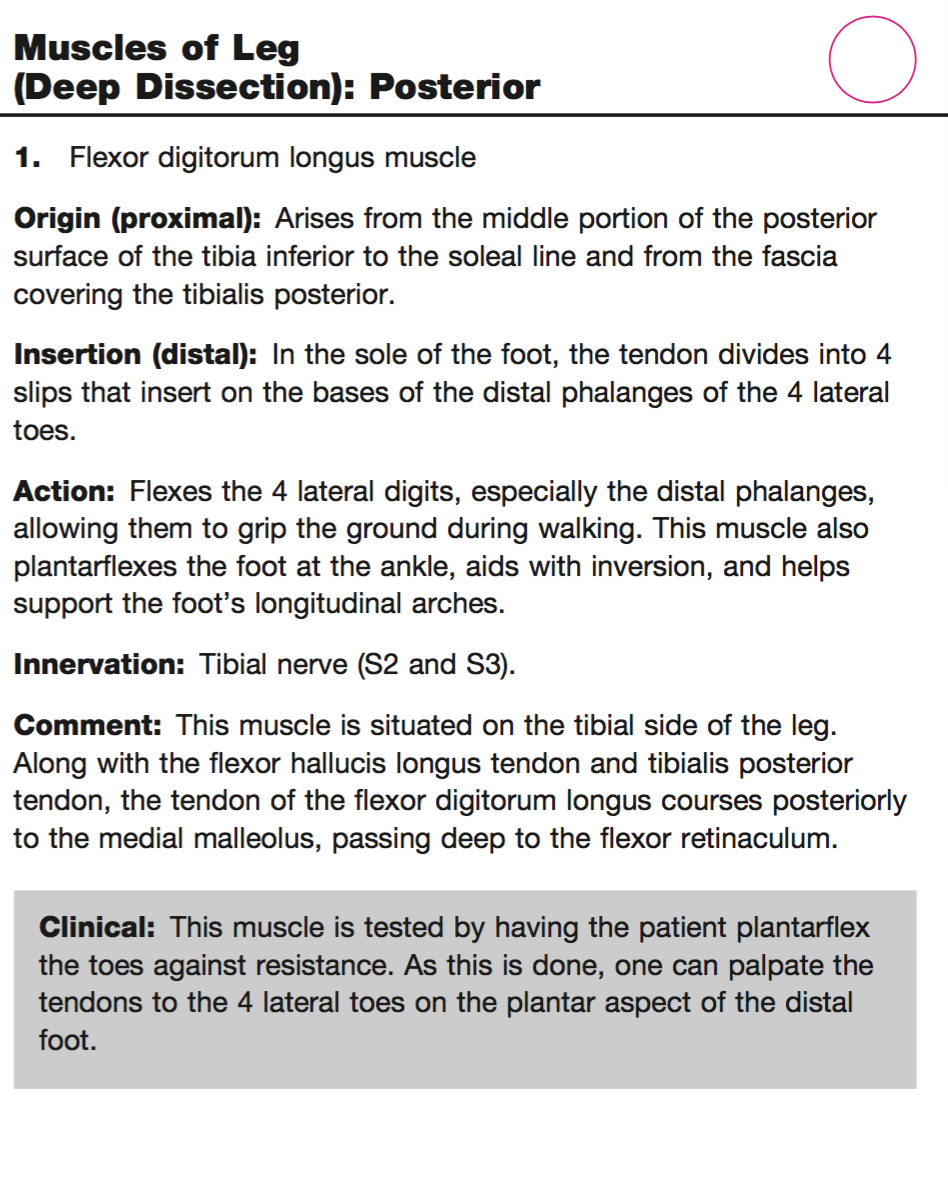 Muscles of Leg
(Deep Dissection): Posterior
1. Flexor digitorum longus muscle
Origin (proximal): Arises from the middle portion of the posterior
surface of the tibia inferior to the soleal line and from the fascia
covering the tibialis posterior.
Insertion (distal): In the sole of the foot, the tendon divides into 4
slips that insert on the bases of the distal phalanges of the 4 lateral
toes.
Action: Flexes the 4 lateral digits, especially the distal phalanges,
allowing them to grip the ground during walking. This muscle also
plantarflexes the foot at the ankle, aids with inversion, and helps
support the foot’s longitudinal arches.
Innervation: Tibial nerve (S2 and S3).
Comment: This muscle is situated on the tibial side of the leg.
Along with the flexor hallucis longus tendon and tibialis posterior
tendon, the tendon of the flexor digitorum longus courses posteriorly
to the medial malleolus, passing deep to the flexor retinaculum.
Clinical: This muscle is tested by having the patient plantarflex
the toes against resistance. As this is done, one can palpate the
tendons to the 4 lateral toes on the plantar aspect of the distal
foot.